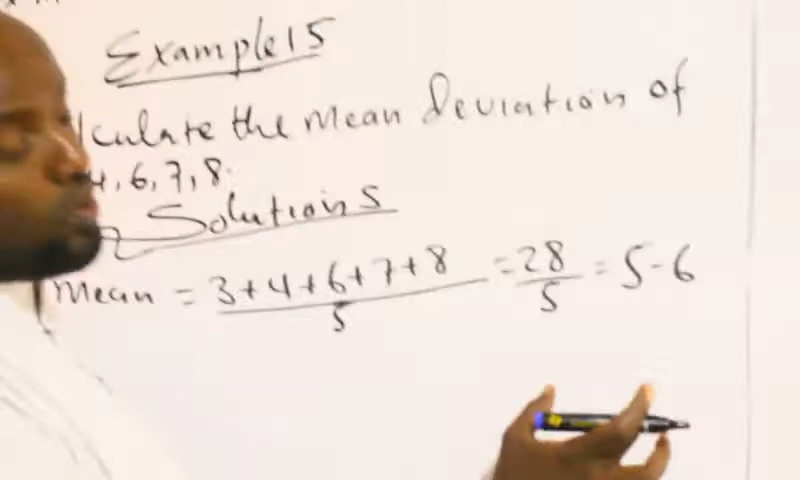 Example 15
lculate the mean Deviation of
4, 6, 7, 8.
Solutions
Mean = 3+4+6+7+8 / 5 = 28 / 5 = 5.6